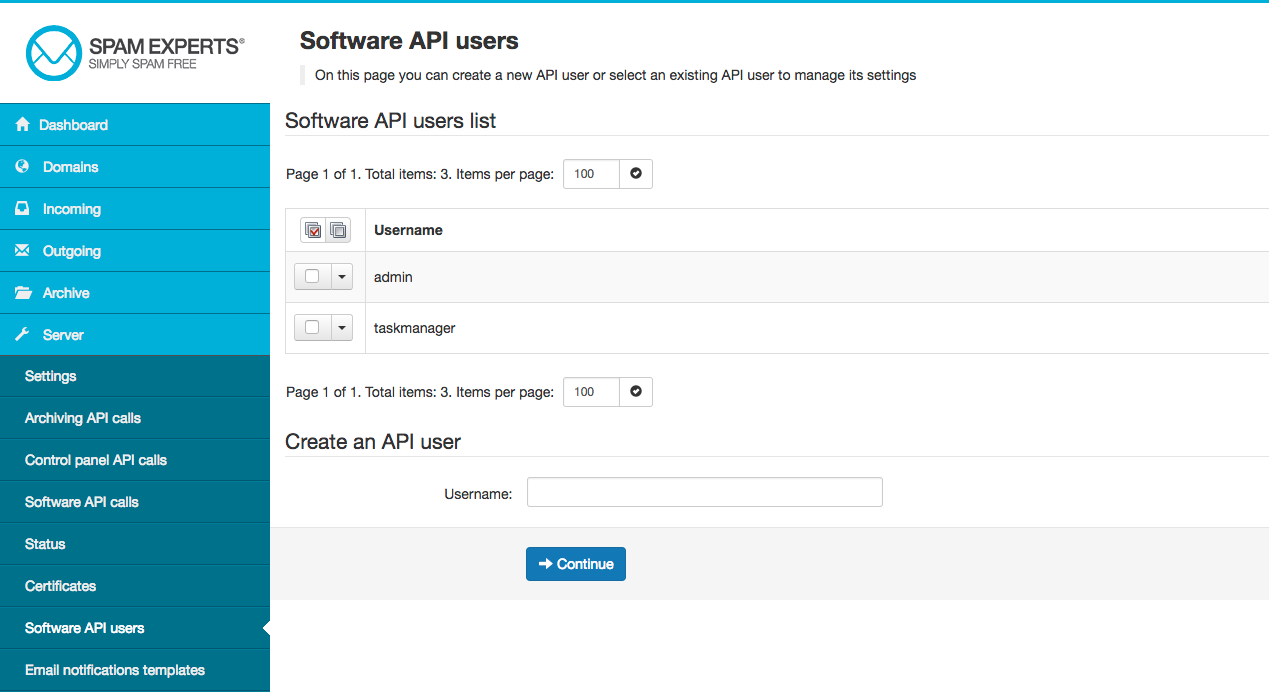 SPAM EXPERTS®
SIMPLY SPAM FREE
Dashboard
Domains
Incoming
Outgoing
Archive
Server
Settings
Archiving API calls
Control panel API calls
Software API calls
Status
Certificates
Software API users
Email notifications templates
Software API users
On this page you can create a new API user or select an existing API user to manage its settings
Software API users list
Page 1 of 1. Total items: 3. Items per page: 100
Username
admin
taskmanager
Page 1 of 1. Total items: 3. Items per page: 100
Create an API user
Username:
Continue